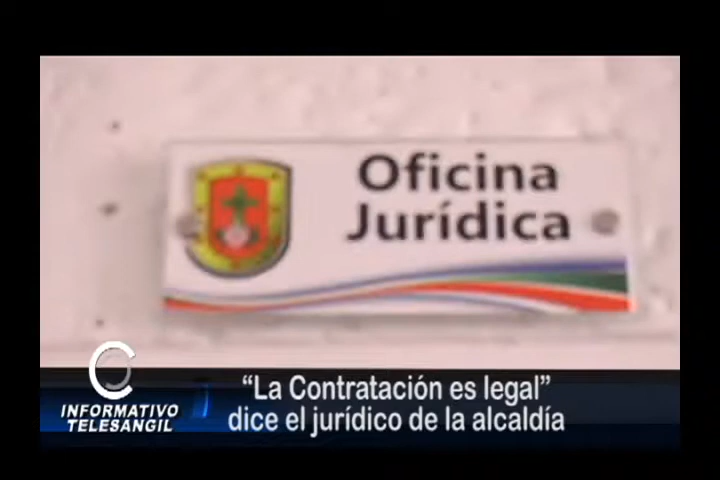 Oficina
Jurídica
INFORMATIVO
TELESANGIL
“La Contratación es legal”
dice el jurídico de la alcaldía